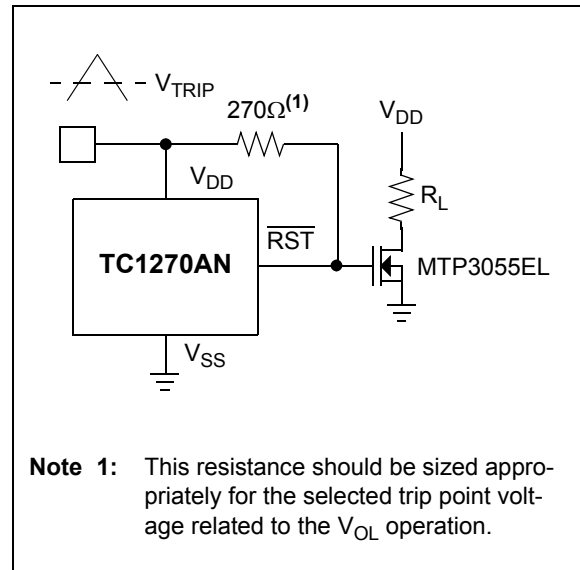 V_TRIP
270Ω(1)
V_DD
V_DD
R_L
RST
TC1270AN
MTP3055EL
V_SS
Note 1: This resistance should be sized appro-
priately for the selected trip point volt-
age related to the V_OL operation.